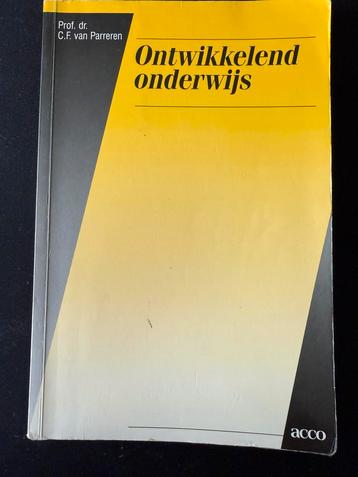 Prof. dr.
C.F. van Parreren
Ontwikkelend
onderwijs
acco